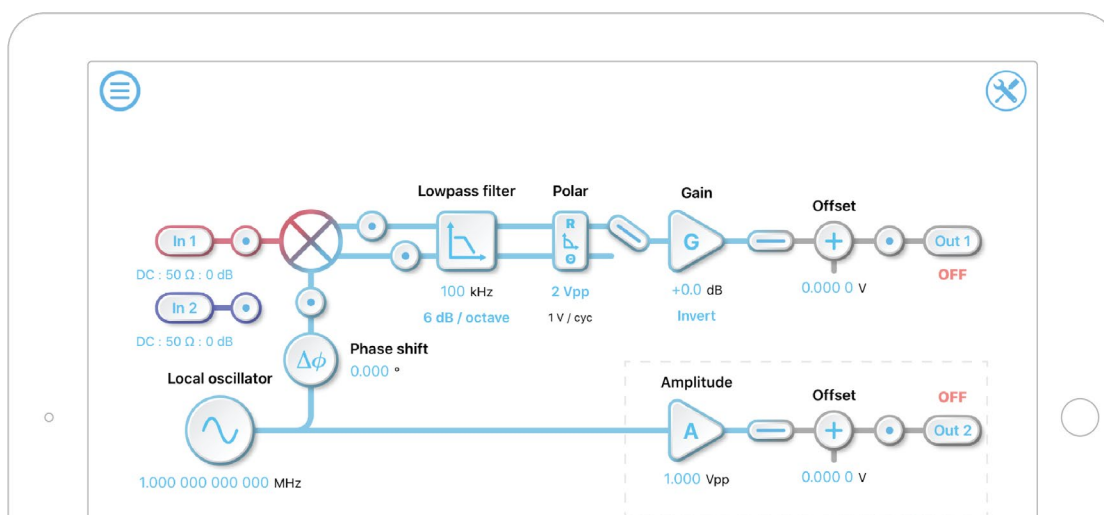 Lowpass filter
Polar
Gain
Offset
In 1
R
Θ
G
Out 1
DC : 50 Ω : 0 dB
100 kHz
2 Vpp
+0.0 dB
0.000 0 V
OFF
In 2
6 dB / octave
1 V / cyc
Invert
DC : 50 Ω : 0 dB
Δϕ
Phase shift
0.000 °
Local oscillator
Amplitude
Offset
OFF
A
Out 2
1.000 000 000 000 MHz
1.000 Vpp
0.000 0 V